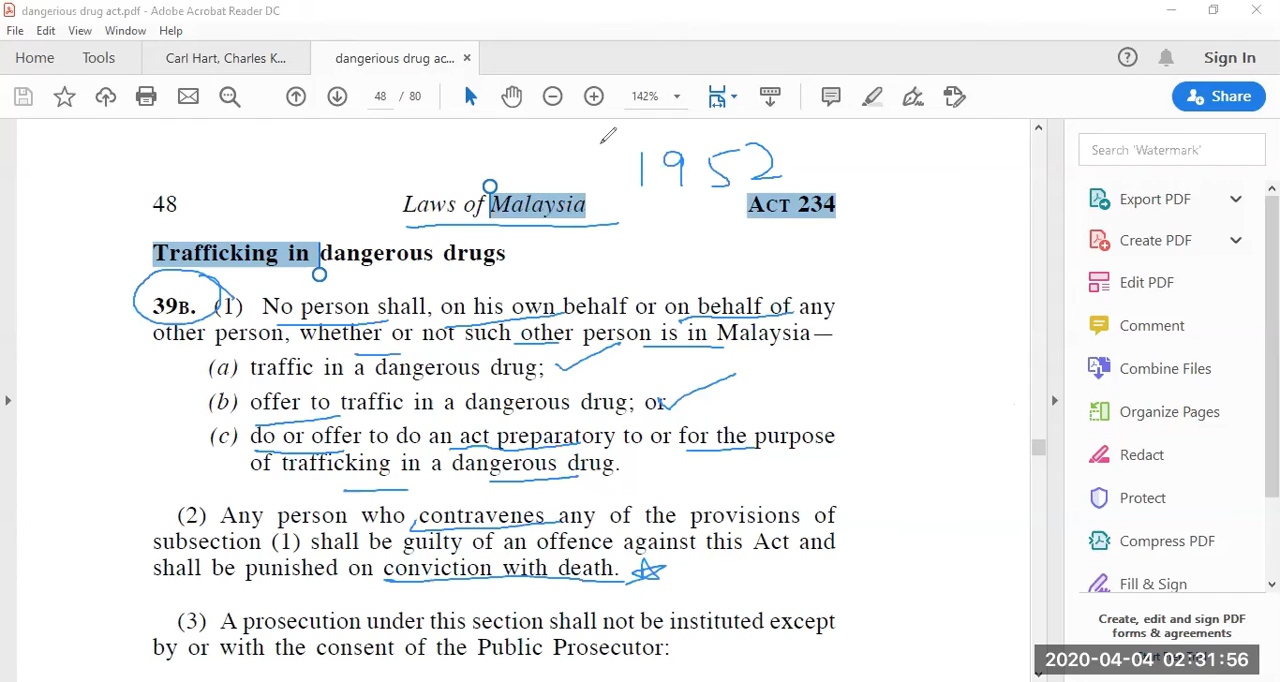 dangerious drug act.pdf - Adobe Acrobat Reader DC
File Edit View Window Help
Home Tools Carl Hart, Charles K... dangerious drug ac... ×
? Sign In
48 / 80 142% Share
1952
48 Laws of Malaysia ACT 234
Trafficking in dangerous drugs
39B. (1) No person shall, on his own behalf or on behalf of any
other person, whether or not such other person is in Malaysia—
(a) traffic in a dangerous drug;
(b) offer to traffic in a dangerous drug; or
(c) do or offer to do an act preparatory to or for the purpose
of trafficking in a dangerous drug.
(2) Any person who contravenes any of the provisions of
subsection (1) shall be guilty of an offence against this Act and
shall be punished on conviction with death.
(3) A prosecution under this section shall not be instituted except
by or with the consent of the Public Prosecutor:
Search 'Watermark'
Export PDF
Create PDF
Edit PDF
Comment
Combine Files
Organize Pages
Redact
Protect
Compress PDF
Fill & Sign
Create, edit and sign PDF
forms & agreements
2020-04-04 02:31:56